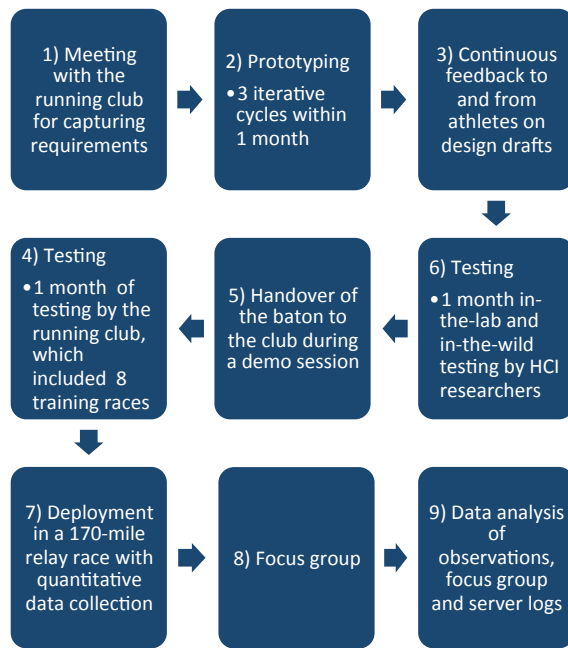 1) Meeting
with the
running club
for capturing
requirements
2) Prototyping
•3 iterative
cycles within
1 month
3) Continuous
feedback to
and from
athletes on
design drafts
4) Testing
•1 month of
testing by the
running club,
which
included 8
training races
5) Handover of
the baton to
the club during
a demo session
6) Testing
•1 month in-
the-lab and
in-the-wild
testing by HCI
researchers
7) Deployment
in a 170-mile
relay race with
quantitative
data collection
8) Focus group
9) Data analysis
of
observations,
focus group
and server logs